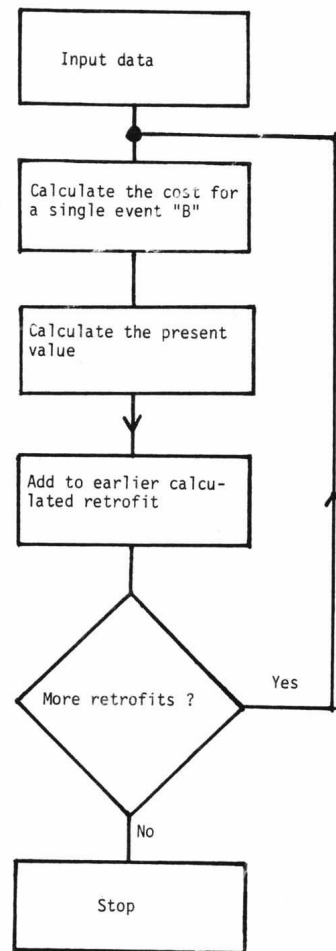 Input data
Calculate the cost for
a single event "B"
Calculate the present
value
Add to earlier calcu-
lated retrofit
More retrofits ?
Yes
No
Stop